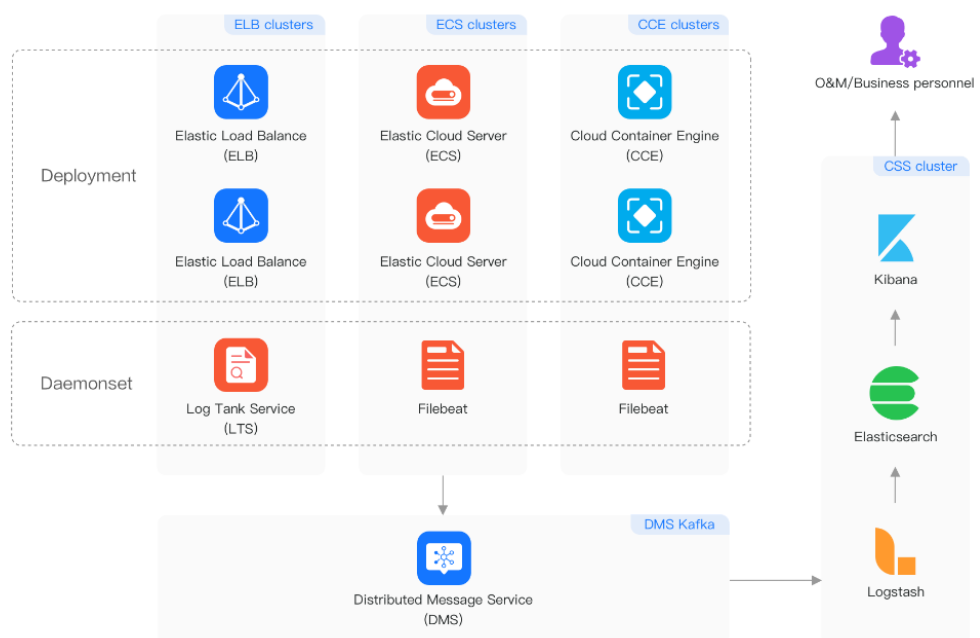 ELB clusters
ECS clusters
CCE clusters
O&M/Business personnel
Deployment
Elastic Load Balance
(ELB)
Elastic Cloud Server
(ECS)
Cloud Container Engine
(CCE)
Elastic Load Balance
(ELB)
Elastic Cloud Server
(ECS)
Cloud Container Engine
(CCE)
Daemonset
Log Tank Service
(LTS)
Filebeat
Filebeat
DMS Kafka
Distributed Message Service
(DMS)
CSS cluster
Kibana
Elasticsearch
Logstash